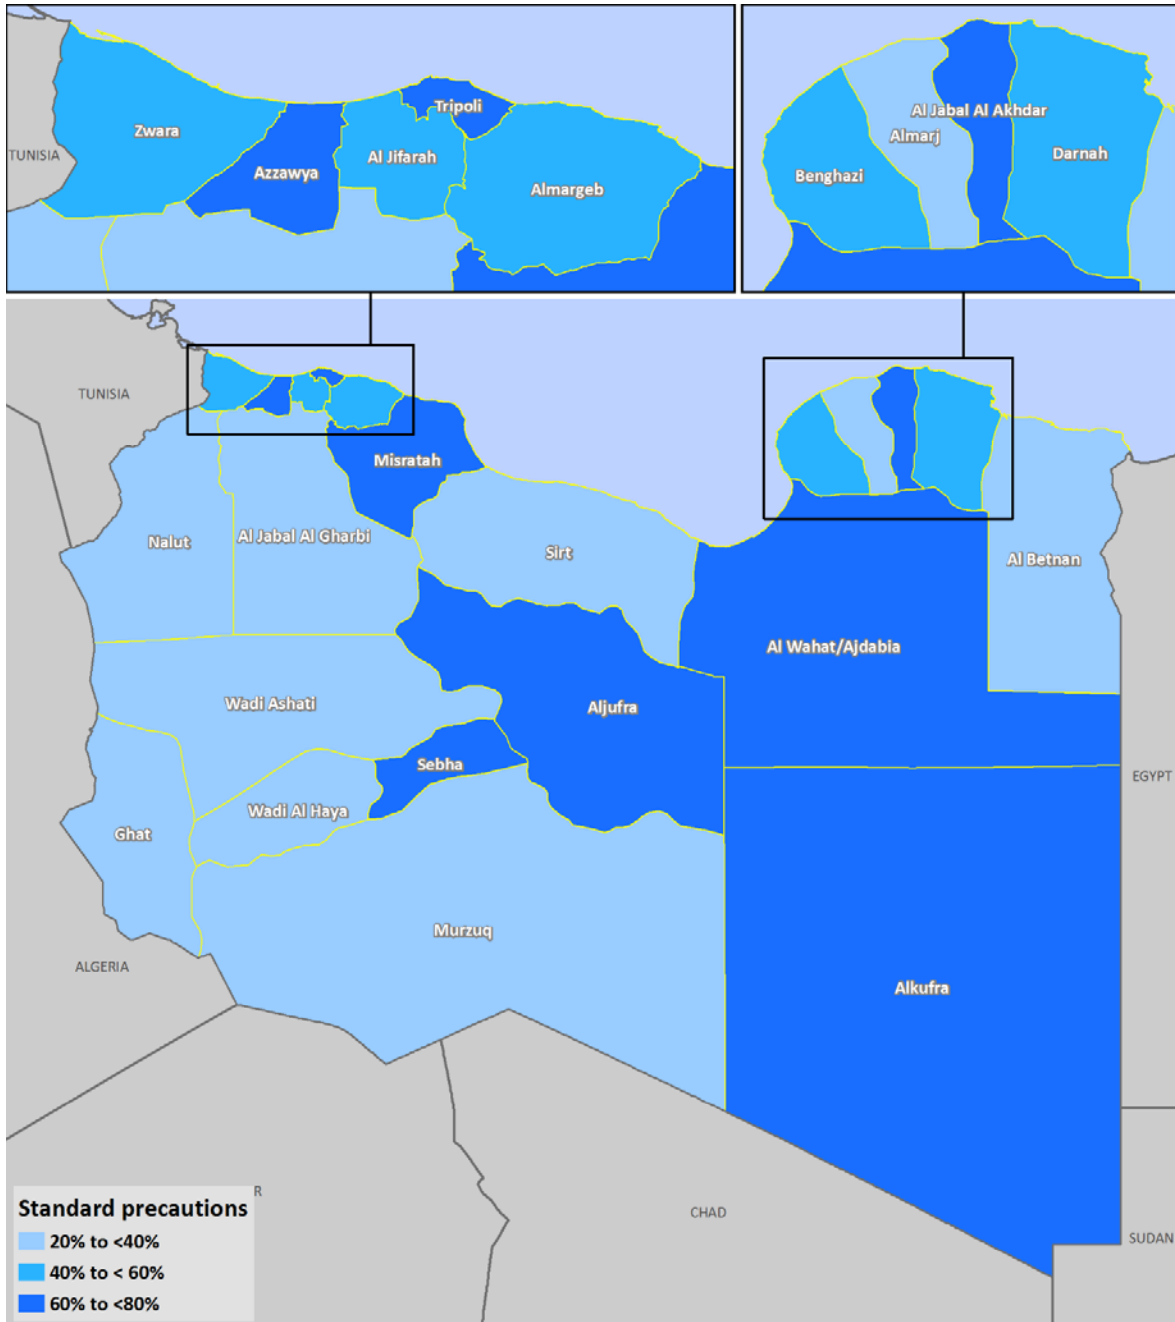 Tripoli
Zwara
TUNISIA
Al Jifarah
Azzawya
Almargeb
Al Jabal Al Akhdar
Almarj
Darnah
Benghazi
TUNISIA
Misratah
Nalut
Al Jabal Al Gharbi
Sirt
Al Betnan
Al Wahat/Ajdabia
Wadi Ashati
Aljufra
Sebha
EGYPT
Wadi Al Haya
Ghat
Murzuq
ALGERIA
Alkufra
R
CHAD
SUDAN
Standard precautions
20% to <40%
40% to < 60%
60% to <80%